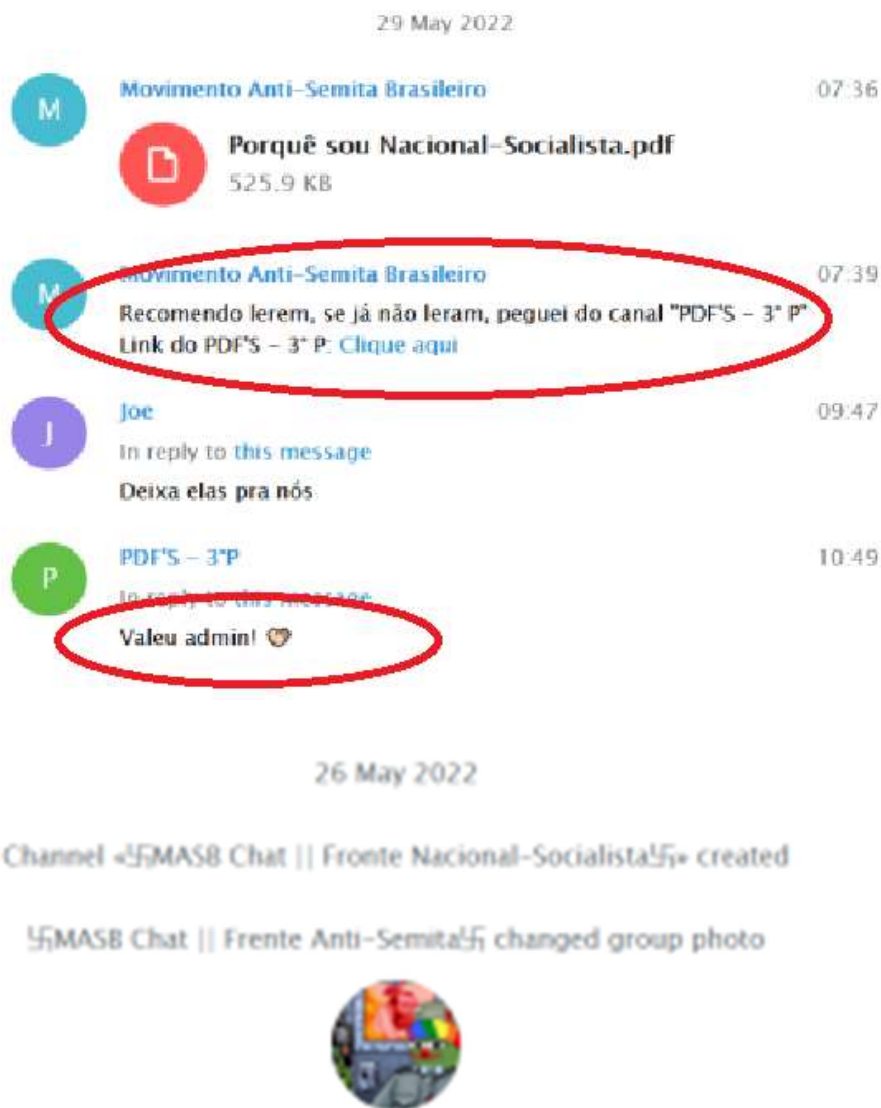 29 May 2022
M
Movimento Anti-Semita Brasileiro
07:36
Porquê sou Nacional-Socialista.pdf
525.9 KB
M
Movimento Anti-Semita Brasileiro
07:39
Recomendo lerem, se já não leram, peguei do canal "PDF'S - 3° P"
Link do PDF'S - 3° P: Clique aqui
J
Joe
09:47
In reply to this message
Deixa elas pra nós
P
PDF'S - 3°P
10:49
In reply to this message
Valeu admin!
26 May 2022
Channel «卐MASB Chat || Fronte Nacional-Socialista卐» created
卐MASB Chat || Frente Anti-Semita卐 changed group photo